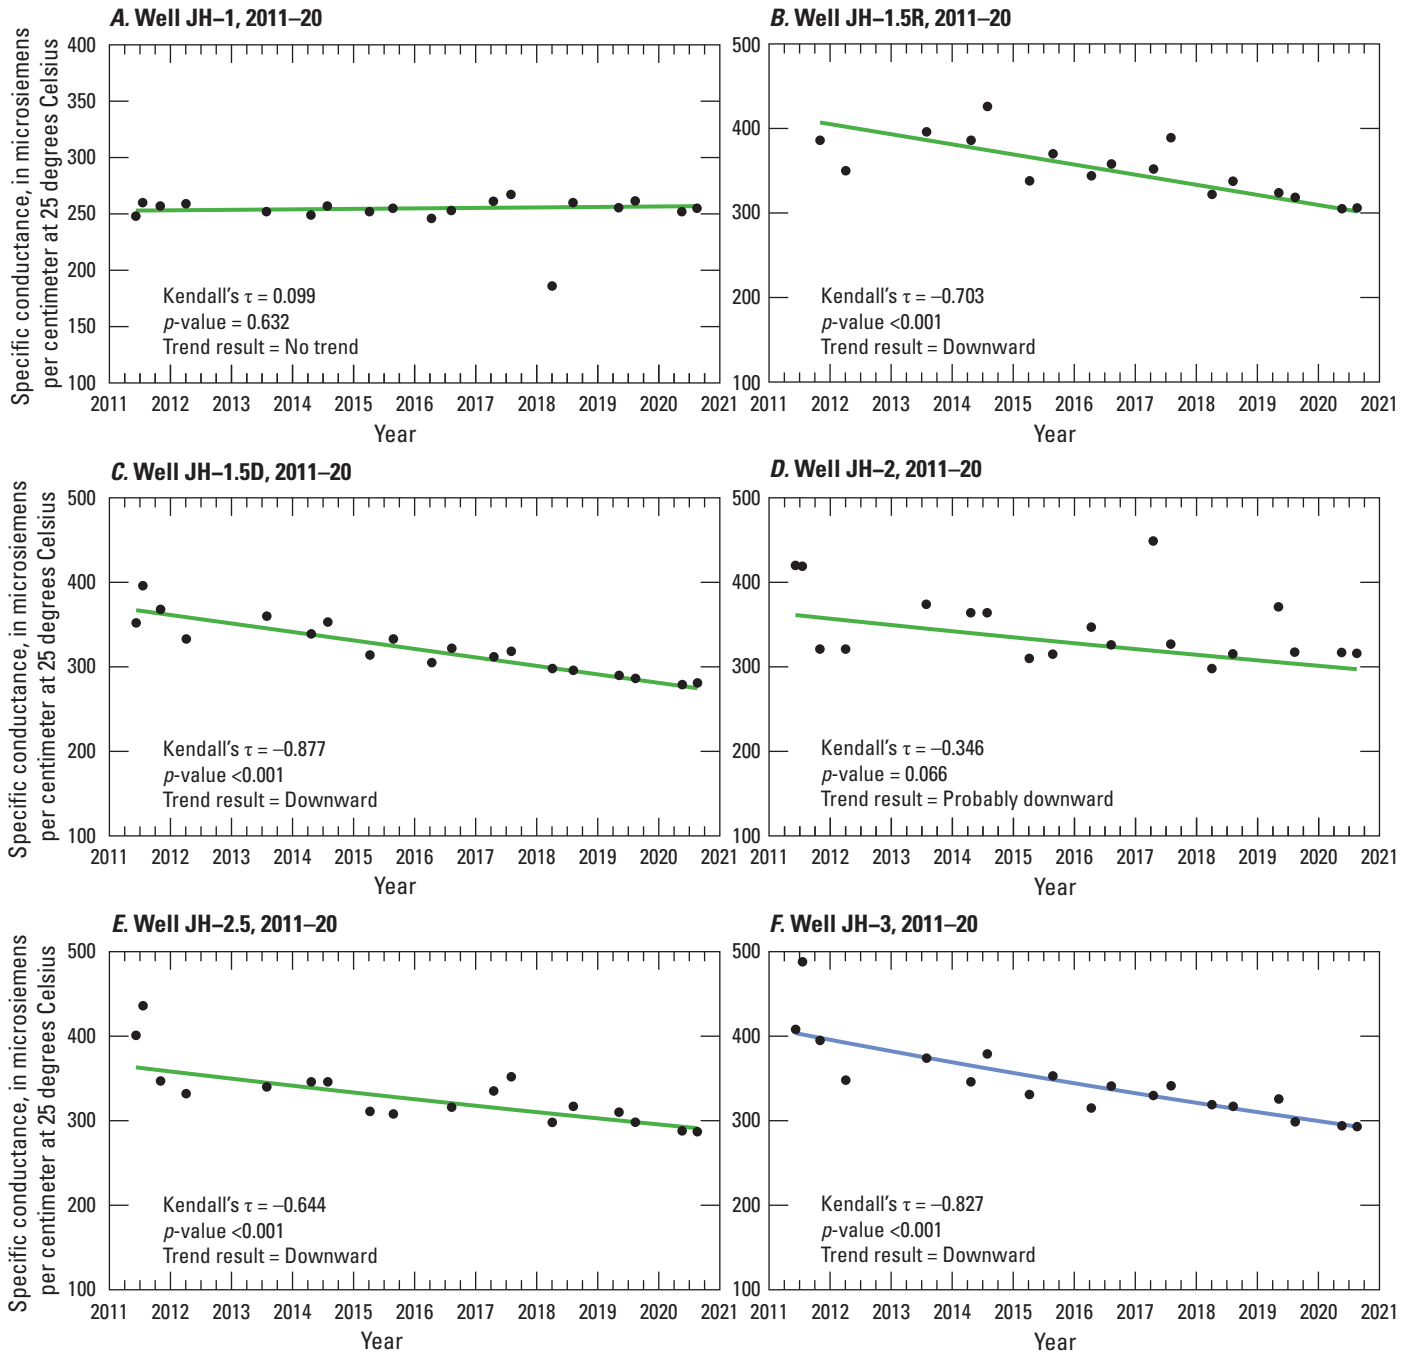 A. Well JH–1, 2011–20
Specific conductance, in microsiemens
per centimeter at 25 degrees Celsius
400
350
300
250
200
150
100
Kendall's τ = 0.099
p-value = 0.632
Trend result = No trend
2011 2012 2013 2014 2015 2016 2017 2018 2019 2020 2021
Year
B. Well JH–1.5R, 2011–20
500
400
300
200
100
Kendall's τ = –0.703
p-value <0.001
Trend result = Downward
2011 2012 2013 2014 2015 2016 2017 2018 2019 2020 2021
Year
C. Well JH–1.5D, 2011–20
Specific conductance, in microsiemens
per centimeter at 25 degrees Celsius
500
400
300
200
100
Kendall's τ = –0.877
p-value <0.001
Trend result = Downward
2011 2012 2013 2014 2015 2016 2017 2018 2019 2020 2021
Year
D. Well JH–2, 2011–20
500
400
300
200
100
Kendall's τ = –0.346
p-value = 0.066
Trend result = Probably downward
2011 2012 2013 2014 2015 2016 2017 2018 2019 2020 2021
Year
E. Well JH–2.5, 2011–20
Specific conductance, in microsiemens
per centimeter at 25 degrees Celsius
500
400
300
200
100
Kendall's τ = –0.644
p-value <0.001
Trend result = Downward
2011 2012 2013 2014 2015 2016 2017 2018 2019 2020 2021
Year
F. Well JH–3, 2011–20
500
400
300
200
100
Kendall's τ = –0.827
p-value <0.001
Trend result = Downward
2011 2012 2013 2014 2015 2016 2017 2018 2019 2020 2021
Year